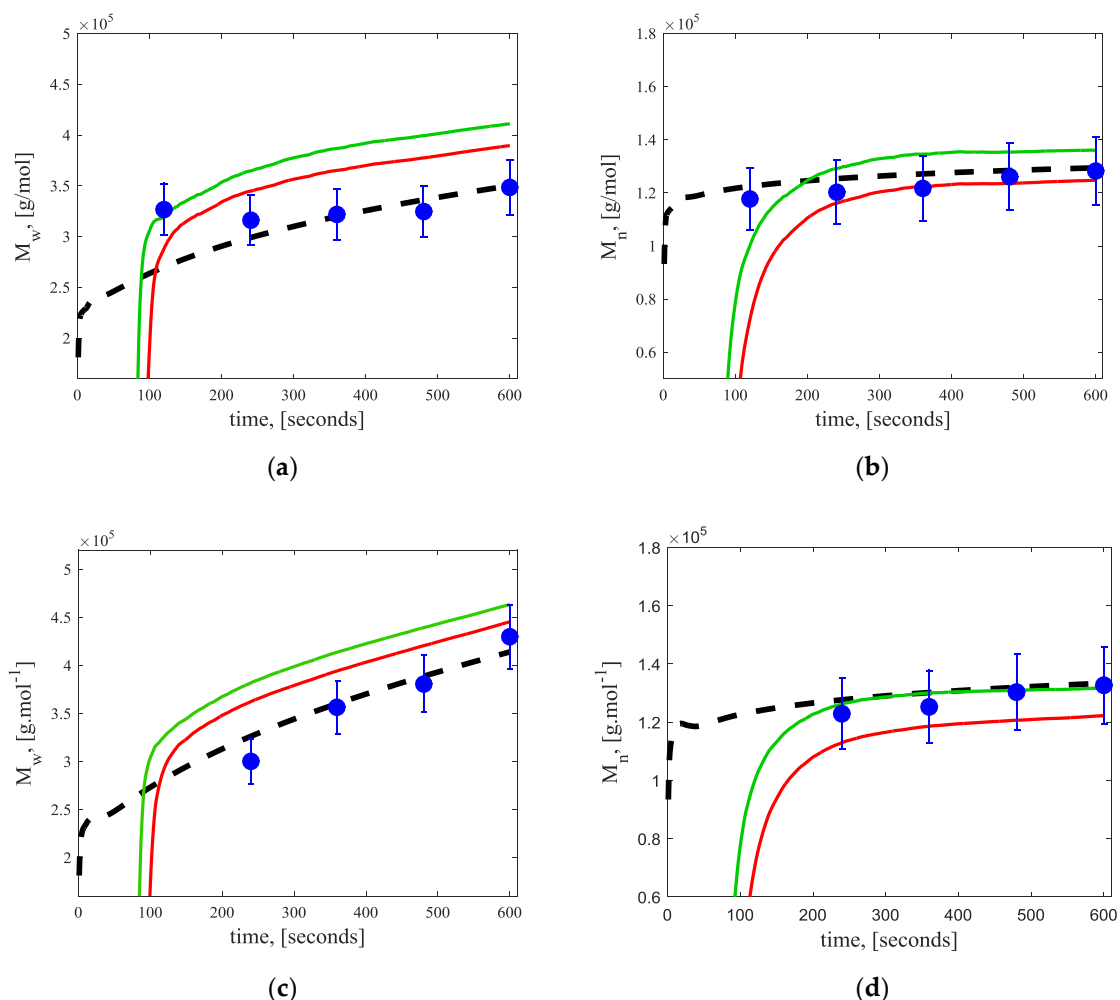 ×10⁵
5
4.5
4
3.5
3
2.5
2
M_w, [g/mol]
0 100 200 300 400 500 600
time, [seconds]
(a)
×10⁵
1.8
1.6
1.4
1.2
1
0.8
0.6
M_n, [g/mol]
0 100 200 300 400 500 600
time, [seconds]
(b)
×10⁵
5
4.5
4
3.5
3
2.5
2
M_w, [g.mol⁻¹]
0 100 200 300 400 500 600
time, [seconds]
(c)
×10⁵
1.8
1.6
1.4
1.2
1
0.8
0.6
M_n, [g.mol⁻¹]
0 100 200 300 400 500 600
time, [seconds]
(d)